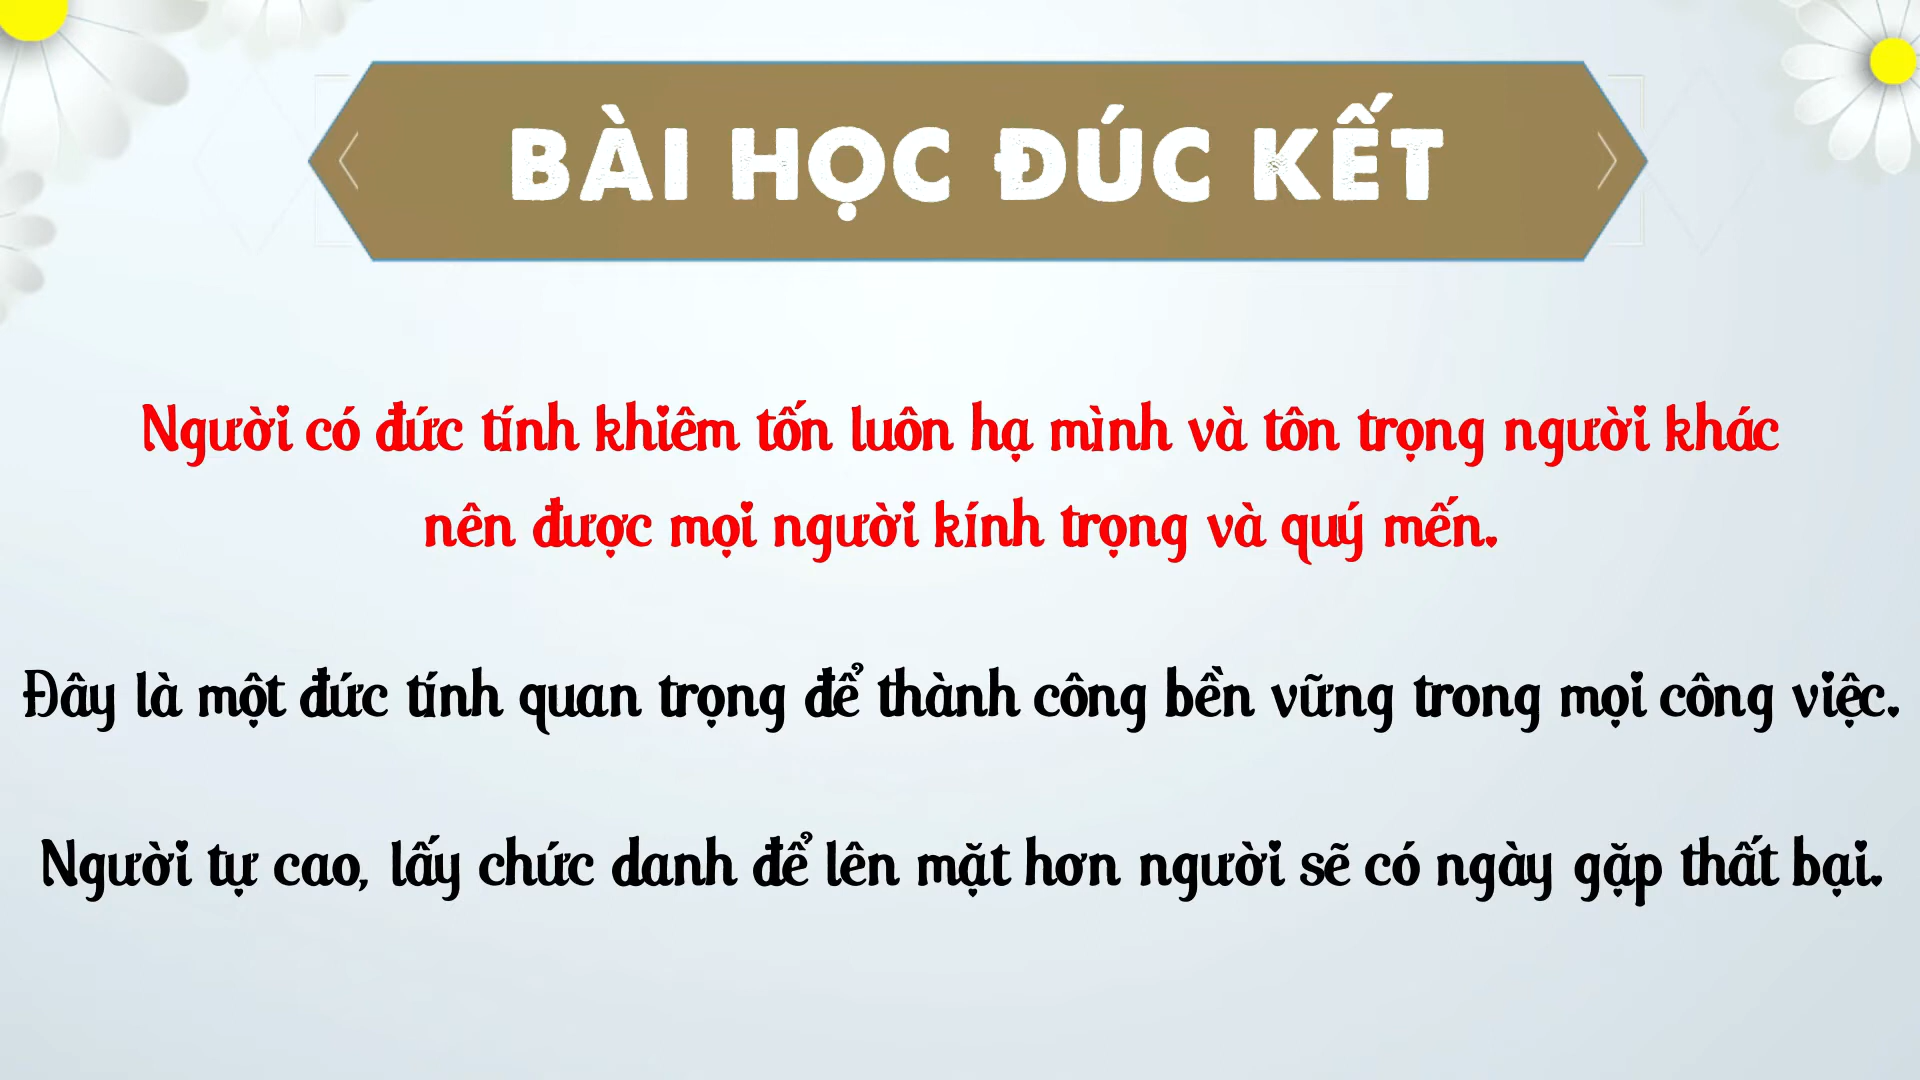 BÀI HỌC ĐÚC KẾT
Người có đức tính khiêm tốn luôn hạ mình và tôn trọng người khác
nên được mọi người kính trọng và quý mến.
Đây là một đức tính quan trọng để thành công bền vững trong mọi công việc.
Người tự cao, lấy chức danh để lên mặt hơn người sẽ có ngày gặp thất bại.